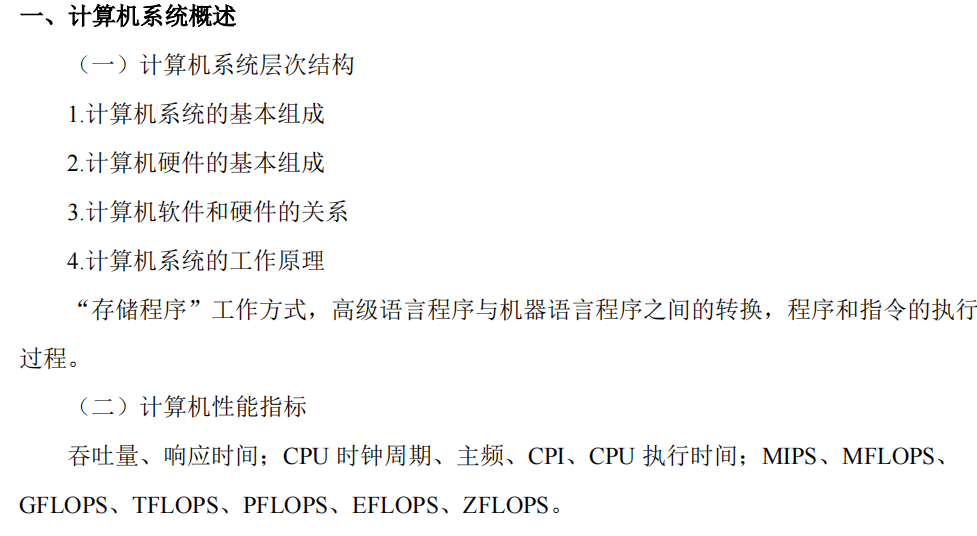 一、计算机系统概述
（一）计算机系统层次结构
1.计算机系统的基本组成
2.计算机硬件的基本组成
3.计算机软件和硬件的关系
4.计算机系统的工作原理
“存储程序”工作方式，高级语言程序与机器语言程序之间的转换，程序和指令的执行
过程。
（二）计算机性能指标
吞吐量、响应时间；CPU 时钟周期、主频、CPI、CPU 执行时间；MIPS、MFLOPS、
GFLOPS、TFLOPS、PFLOPS、EFLOPS、ZFLOPS。